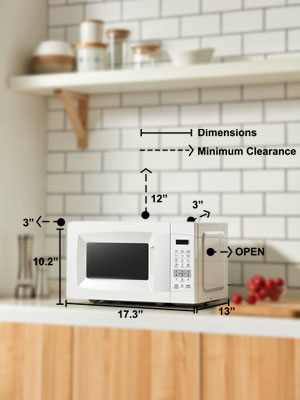 Dimensions
Minimum Clearance
12"
3"
3"
10.2"
OPEN
17.3"
13"